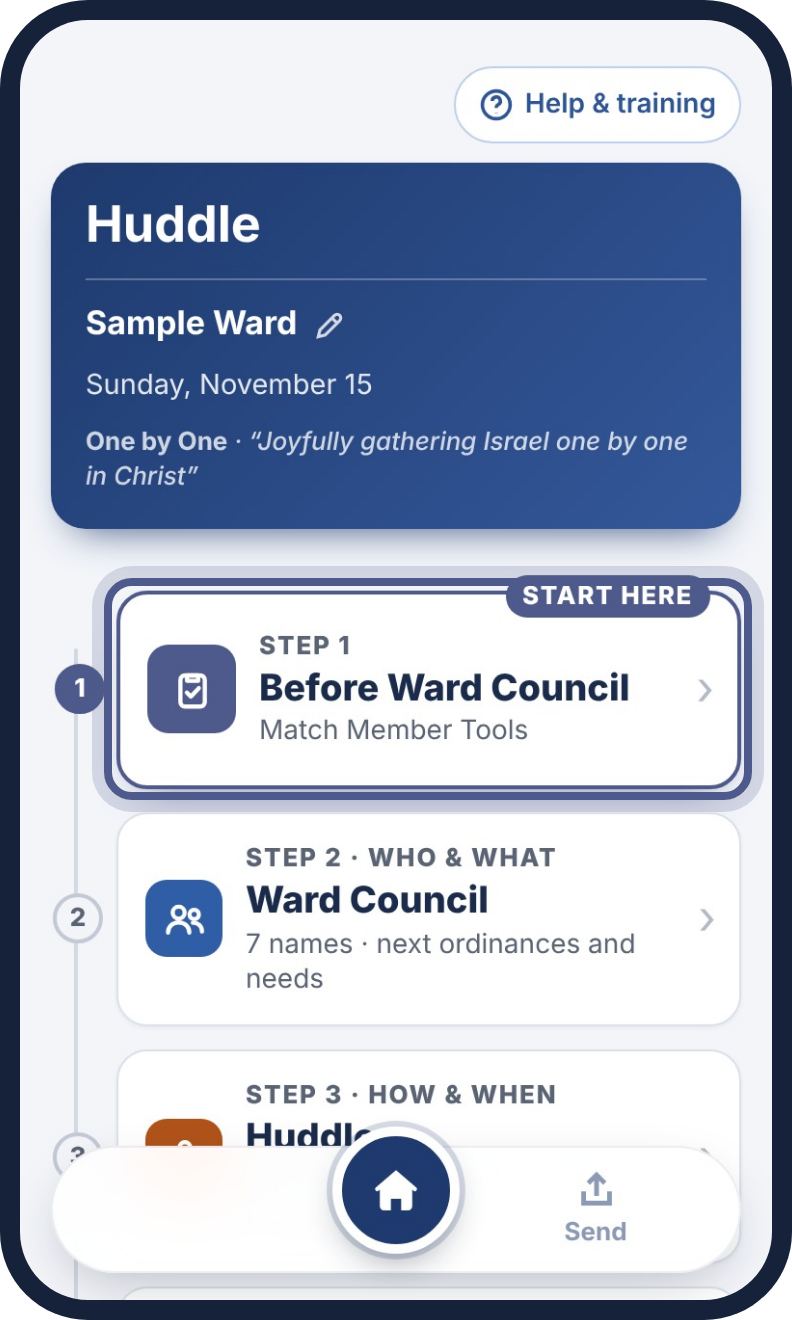 Help & training
Huddle
Sample Ward
Sunday, November 15
One by One · “Joyfully gathering Israel one by one
in Christ”
START HERE
STEP 1
1
Before Ward Council
Match Member Tools
STEP 2 · WHO & WHAT
Ward Council
2
7 names · next ordinances and
needs
STEP 3 · HOW & WHEN
Huddle
3
Send